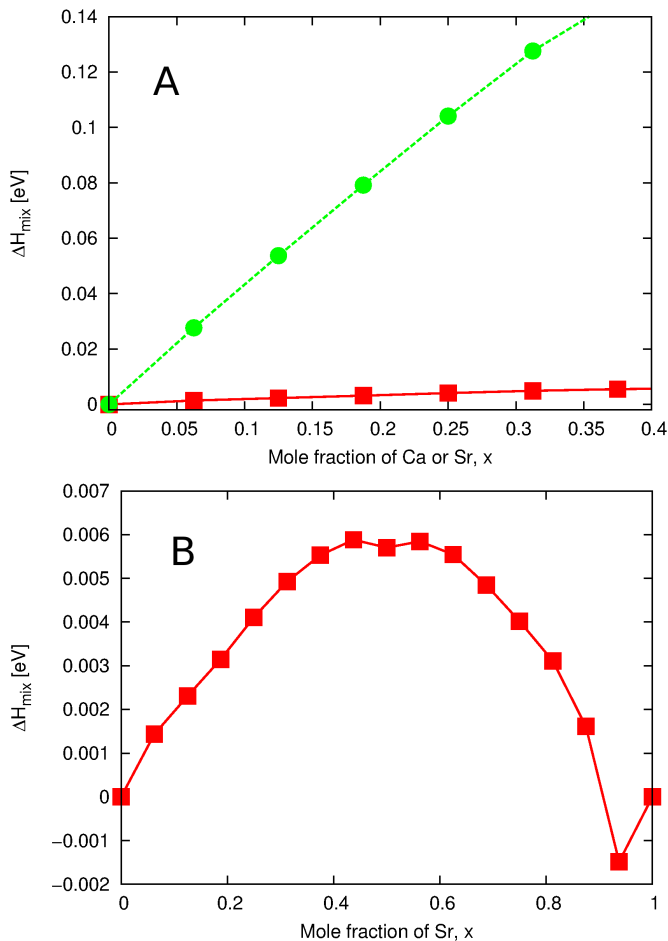 0.14
0.12
0.1
0.08
0.06
0.04
0.02
0
A
ΔHmix [eV]
0 0.05 0.1 0.15 0.2 0.25 0.3 0.35 0.4
Mole fraction of Ca or Sr, x
0.007
0.006
0.005
0.004
0.003
0.002
0.001
0
−0.001
−0.002
B
ΔHmix [eV]
0 0.2 0.4 0.6 0.8 1
Mole fraction of Sr, x